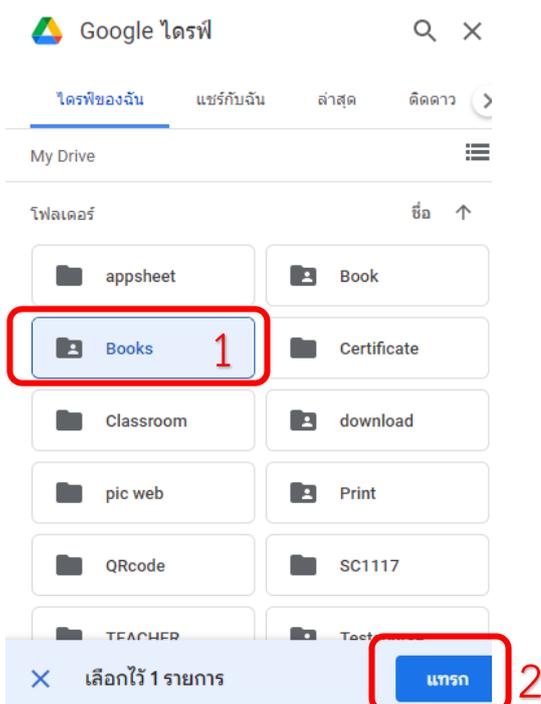 Google ไดรฟ์
ไดรฟ์ของฉัน แชร์กับฉัน ล่าสุด ติดดาว
My Drive
โฟลเดอร์ ชื่อ
appsheet Book
Books 1 Certificate
Classroom download
pic web Print
QRcode SC1117
TEACHER
เลือกไว้ 1 รายการ แทรก 2